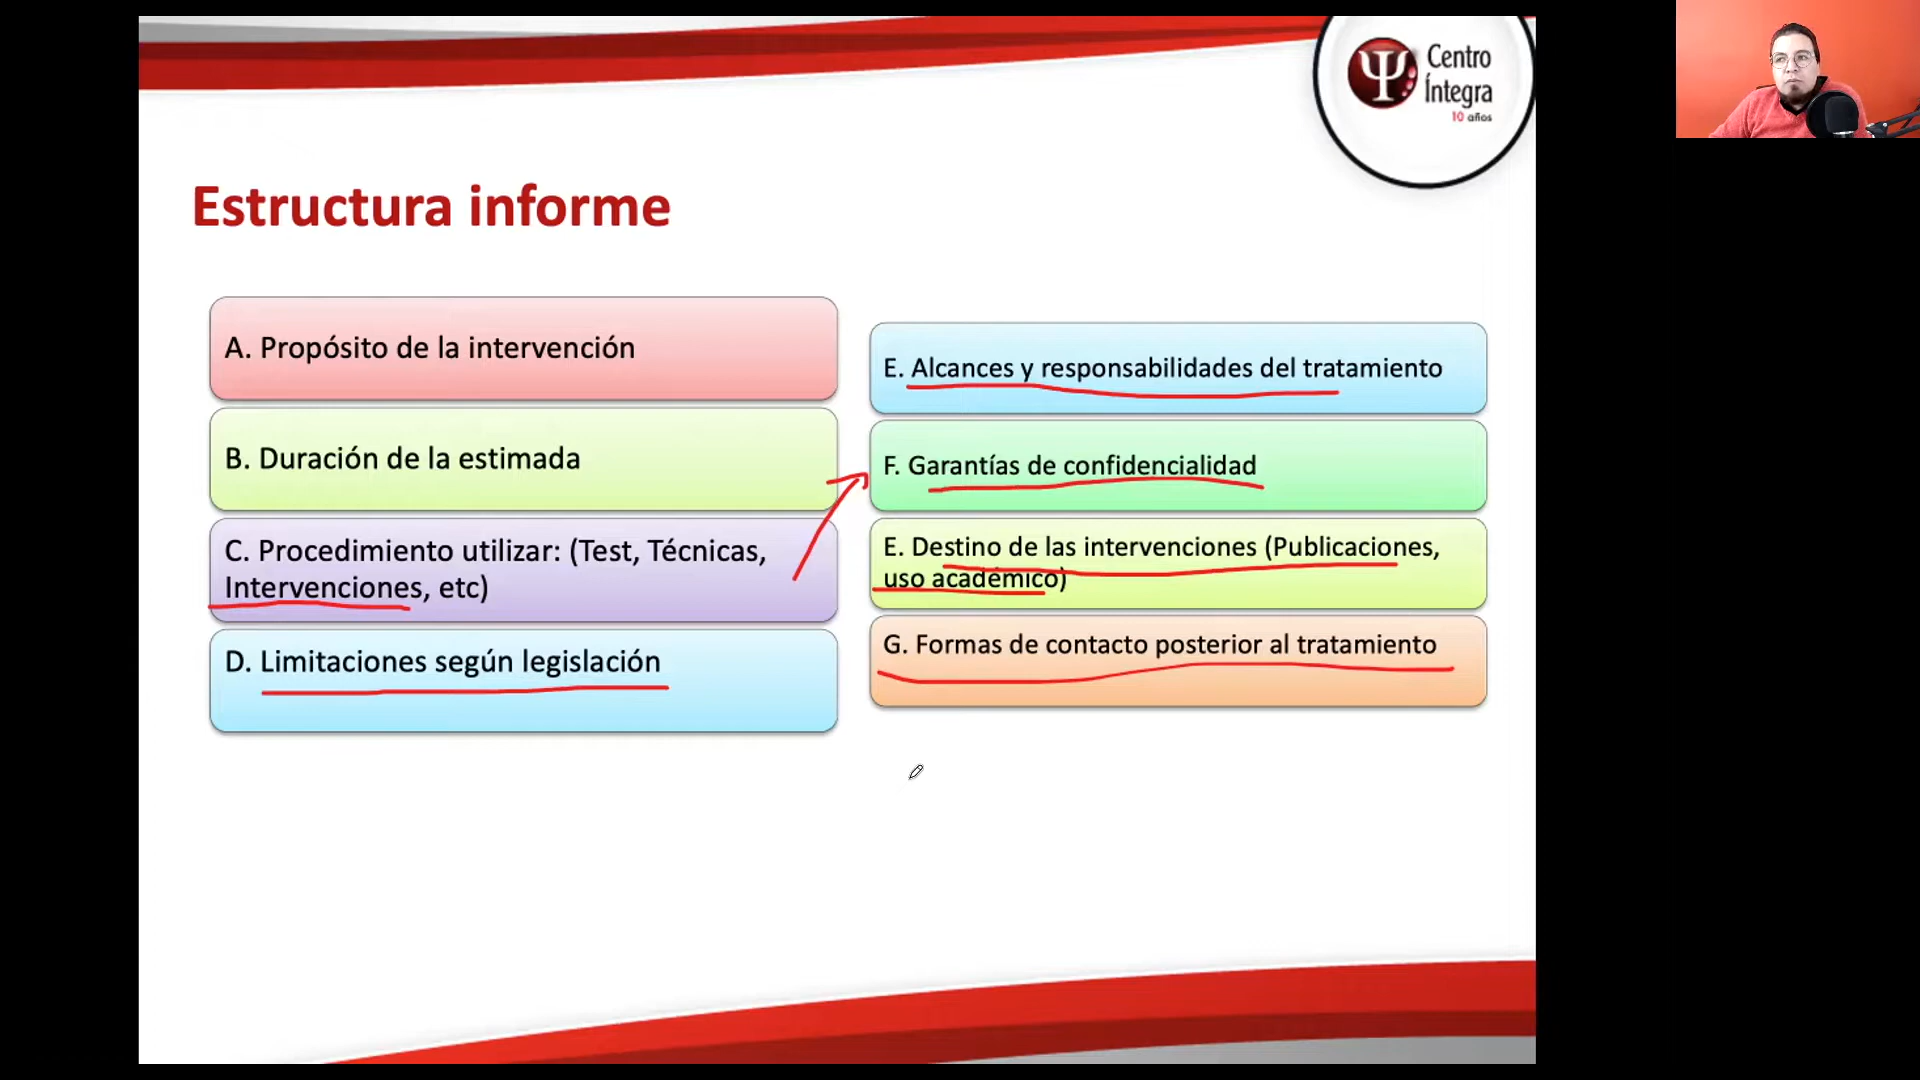 Centro
Íntegra
10 años
Estructura informe
A. Propósito de la intervención
B. Duración de la estimada
C. Procedimiento utilizar: (Test, Técnicas,
Intervenciones, etc)
D. Limitaciones según legislación
E. Alcances y responsabilidades del tratamiento
F. Garantías de confidencialidad
E. Destino de las intervenciones (Publicaciones,
uso académico)
G. Formas de contacto posterior al tratamiento